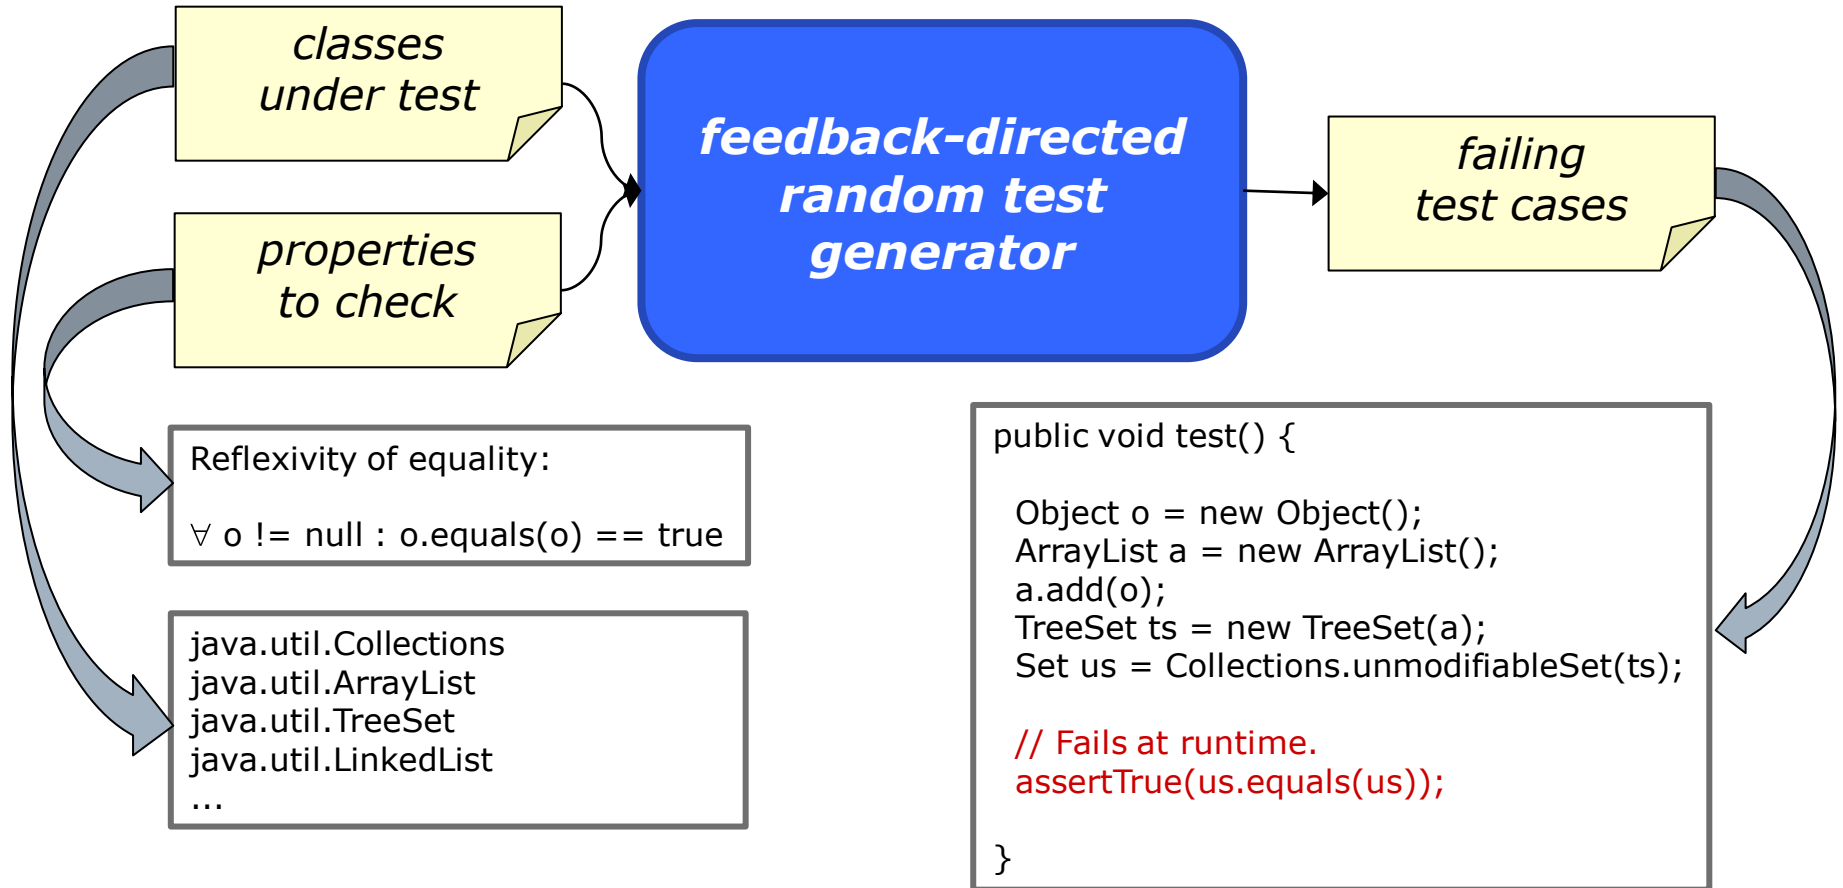 classes
under test
properties
to check
feedback-directed
random test
generator
failing
test cases
Reflexivity of equality:
∀ o != null : o.equals(o) == true
java.util.Collections
java.util.ArrayList
java.util.TreeSet
java.util.LinkedList
...
public void test() {
Object o = new Object();
ArrayList a = new ArrayList();
a.add(o);
TreeSet ts = new TreeSet(a);
Set us = Collections.unmodifiableSet(ts);
// Fails at runtime.
assertTrue(us.equals(us));
}